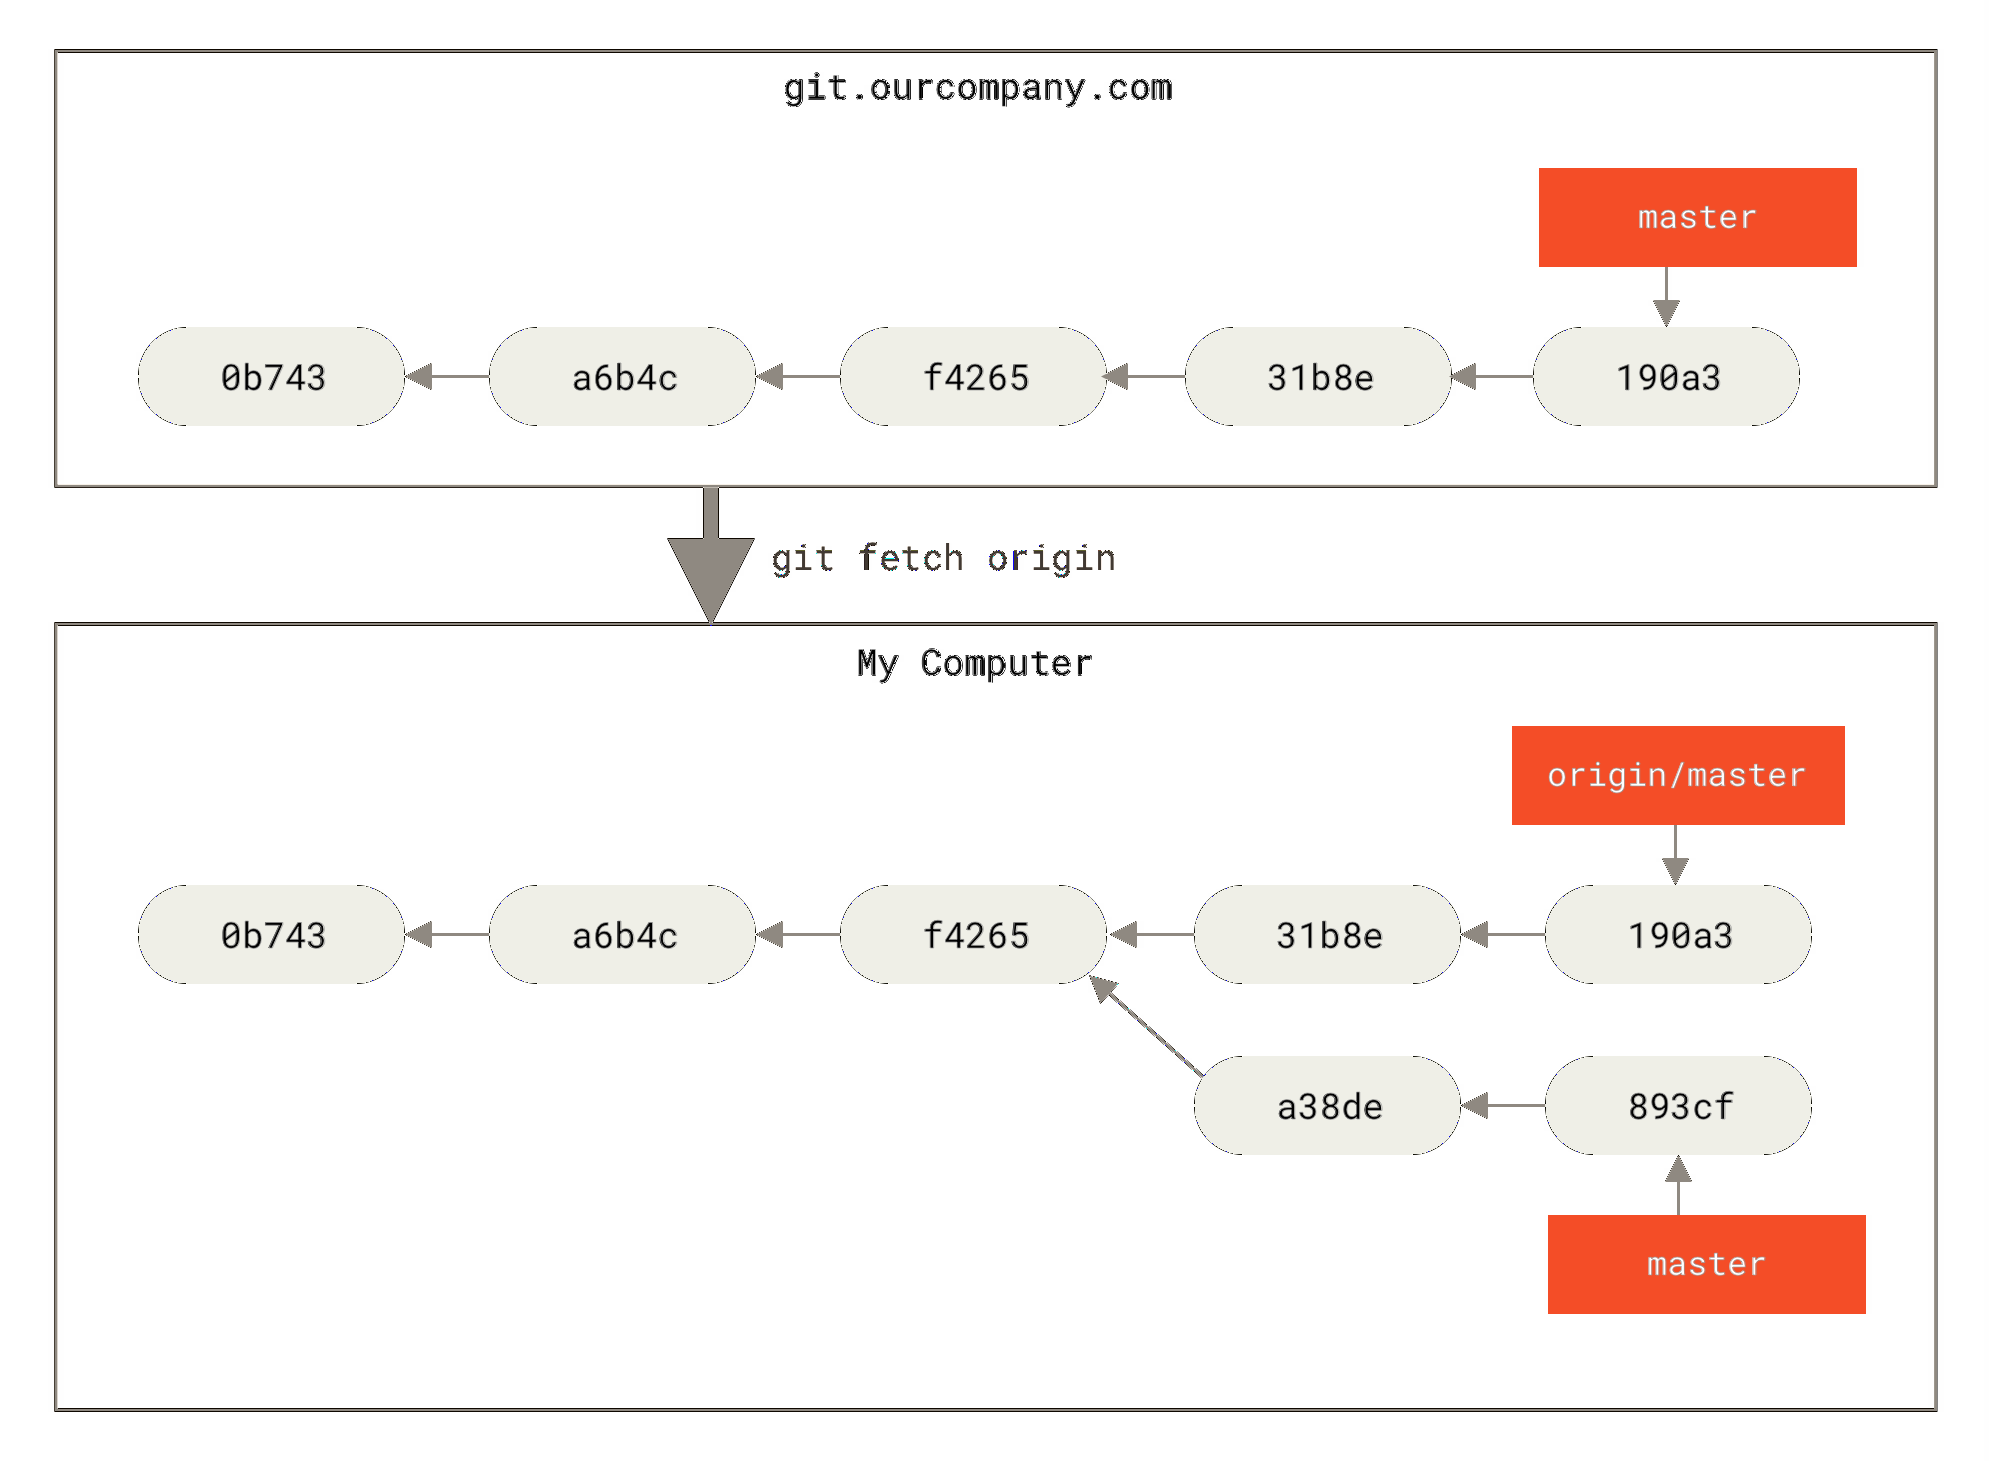 git.ourcompany.com
master
0b743 a6b4c f4265 31b8e 190a3
git fetch origin
My Computer
origin/master
0b743 a6b4c f4265 31b8e 190a3
a38de 893cf
master